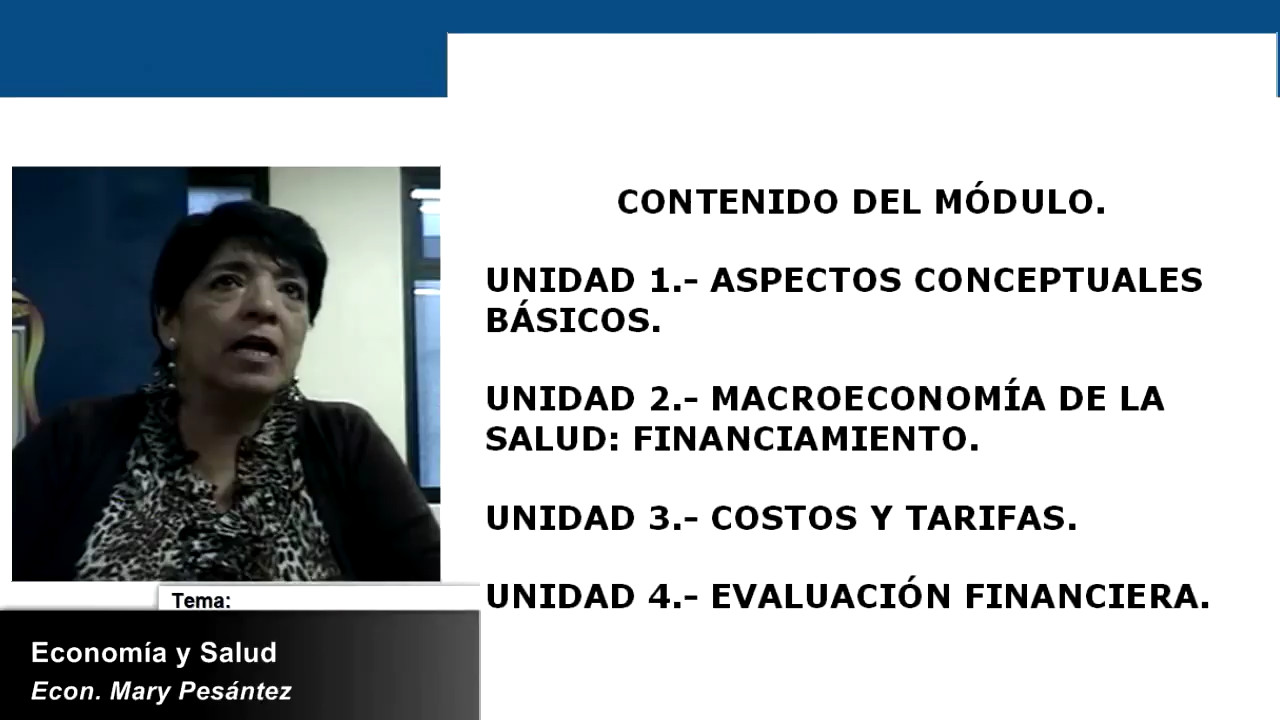 CONTENIDO DEL MÓDULO.
UNIDAD 1.- ASPECTOS CONCEPTUALES
BÁSICOS.
UNIDAD 2.- MACROECONOMÍA DE LA
SALUD: FINANCIAMIENTO.
UNIDAD 3.- COSTOS Y TARIFAS.
UNIDAD 4.- EVALUACIÓN FINANCIERA.
Tema:
Economía y Salud
Econ. Mary Pesántez